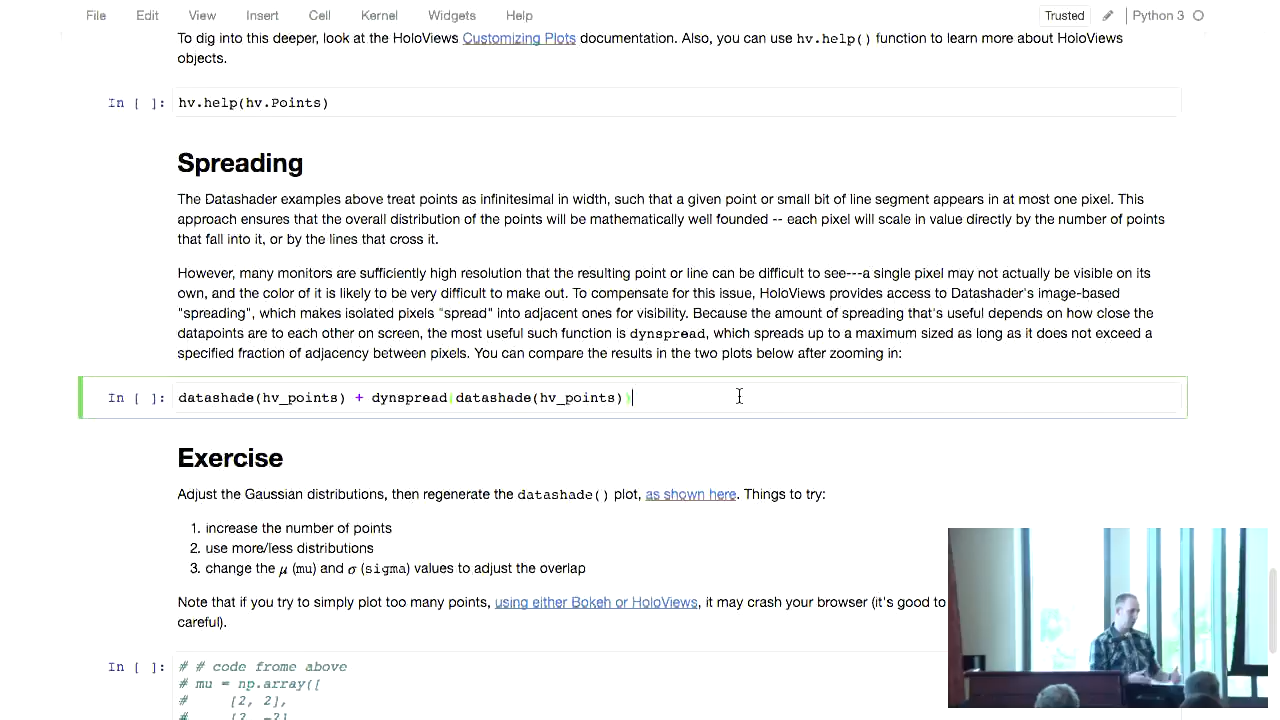 File Edit View Insert Cell Kernel Widgets Help Trusted Python 3
To dig into this deeper, look at the HoloViews Customizing Plots documentation. Also, you can use hv.help() function to learn more about HoloViews
objects.
In [ ]: hv.help(hv.Points)
Spreading
The Datashader examples above treat points as infinitesimal in width, such that a given point or small bit of line segment appears in at most one pixel. This
approach ensures that the overall distribution of the points will be mathematically well founded -- each pixel will scale in value directly by the number of points
that fall into it, or by the lines that cross it.
However, many monitors are sufficiently high resolution that the resulting point or line can be difficult to see---a single pixel may not actually be visible on its
own, and the color of it is likely to be very difficult to make out. To compensate for this issue, HoloViews provides access to Datashader's image-based
"spreading", which makes isolated pixels "spread" into adjacent ones for visibility. Because the amount of spreading that's useful depends on how close the
datapoints are to each other on screen, the most useful such function is dynspread, which spreads up to a maximum sized as long as it does not exceed a
specified fraction of adjacency between pixels. You can compare the results in the two plots below after zooming in:
In [ ]: datashade(hv_points) + dynspread(datashade(hv_points))
Exercise
Adjust the Gaussian distributions, then regenerate the datashade() plot, as shown here. Things to try:
1. increase the number of points
2. use more/less distributions
3. change the μ (mu) and σ (sigma) values to adjust the overlap
Note that if you try to simply plot too many points, using either Bokeh or HoloViews, it may crash your browser (it's good to
careful).
In [ ]: # # code frome above
# mu = np.array([
# [2, 2],
# [2, -2],